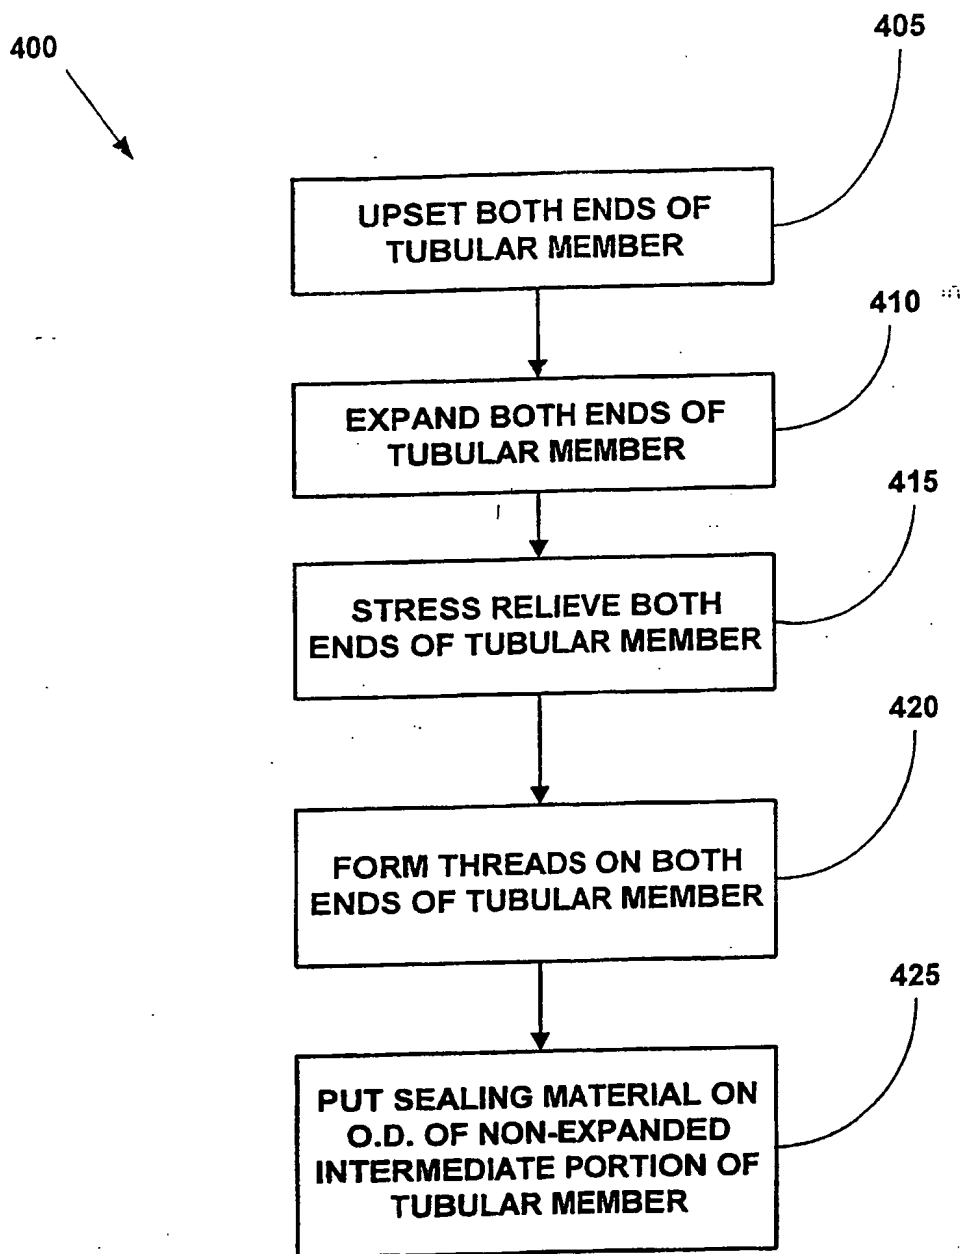 400
405
UPSET BOTH ENDS OF
TUBULAR MEMBER
410
EXPAND BOTH ENDS OF
TUBULAR MEMBER
415
STRESS RELIEVE BOTH
ENDS OF TUBULAR MEMBER
420
FORM THREADS ON BOTH
ENDS OF TUBULAR MEMBER
425
PUT SEALING MATERIAL ON
O.D. OF NON-EXPANDED
INTERMEDIATE PORTION OF
TUBULAR MEMBER